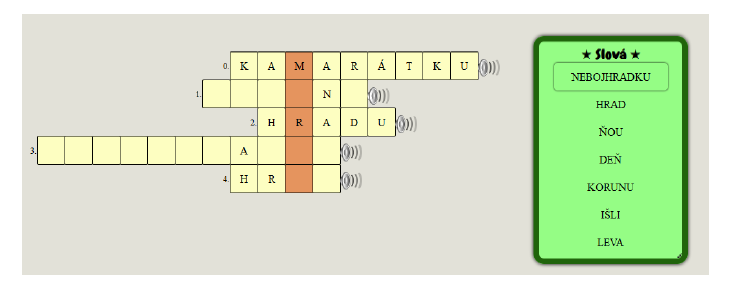 0. K A M A R Á T K U
1. N
2. H R A D U
3. A
4. H R
★ Slová ★
NEBOJHRADKU
HRAD
ŇOU
DEŇ
KORUNU
IŠLI
LEVA